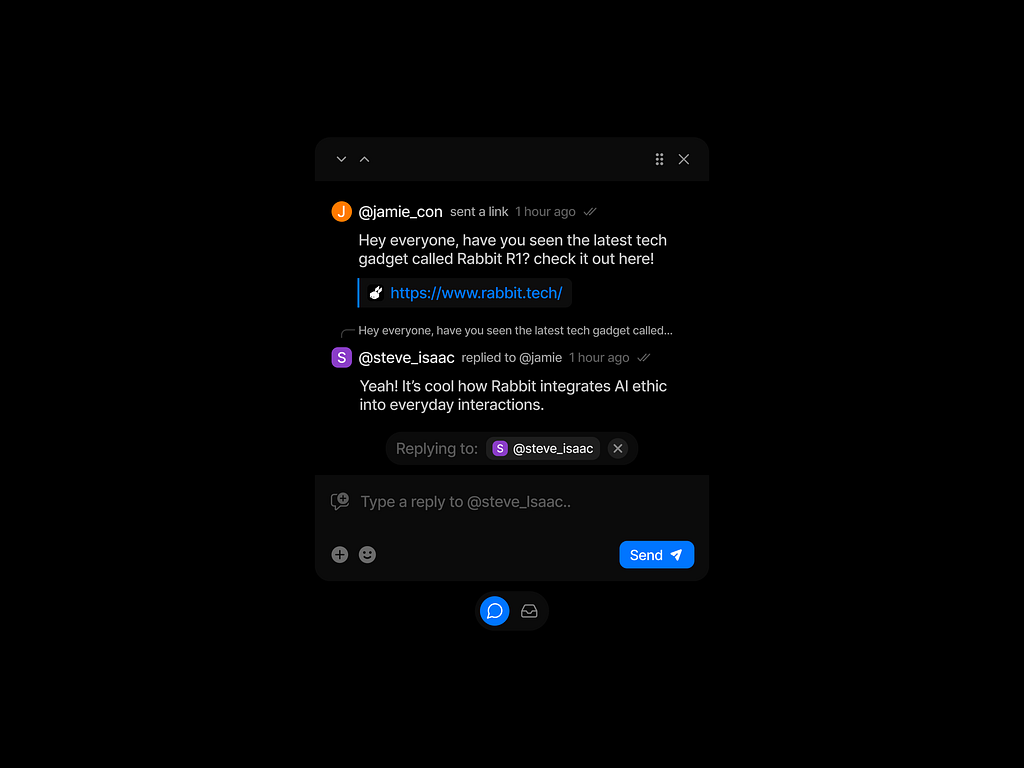 J @jamie_con sent a link 1 hour ago
Hey everyone, have you seen the latest tech
gadget called Rabbit R1? check it out here!
https://www.rabbit.tech/
Hey everyone, have you seen the latest tech gadget called...
S @steve_isaac replied to @jamie 1 hour ago
Yeah! It’s cool how Rabbit integrates AI ethic
into everyday interactions.
Replying to: S @steve_isaac
Type a reply to @steve_Isaac..
Send